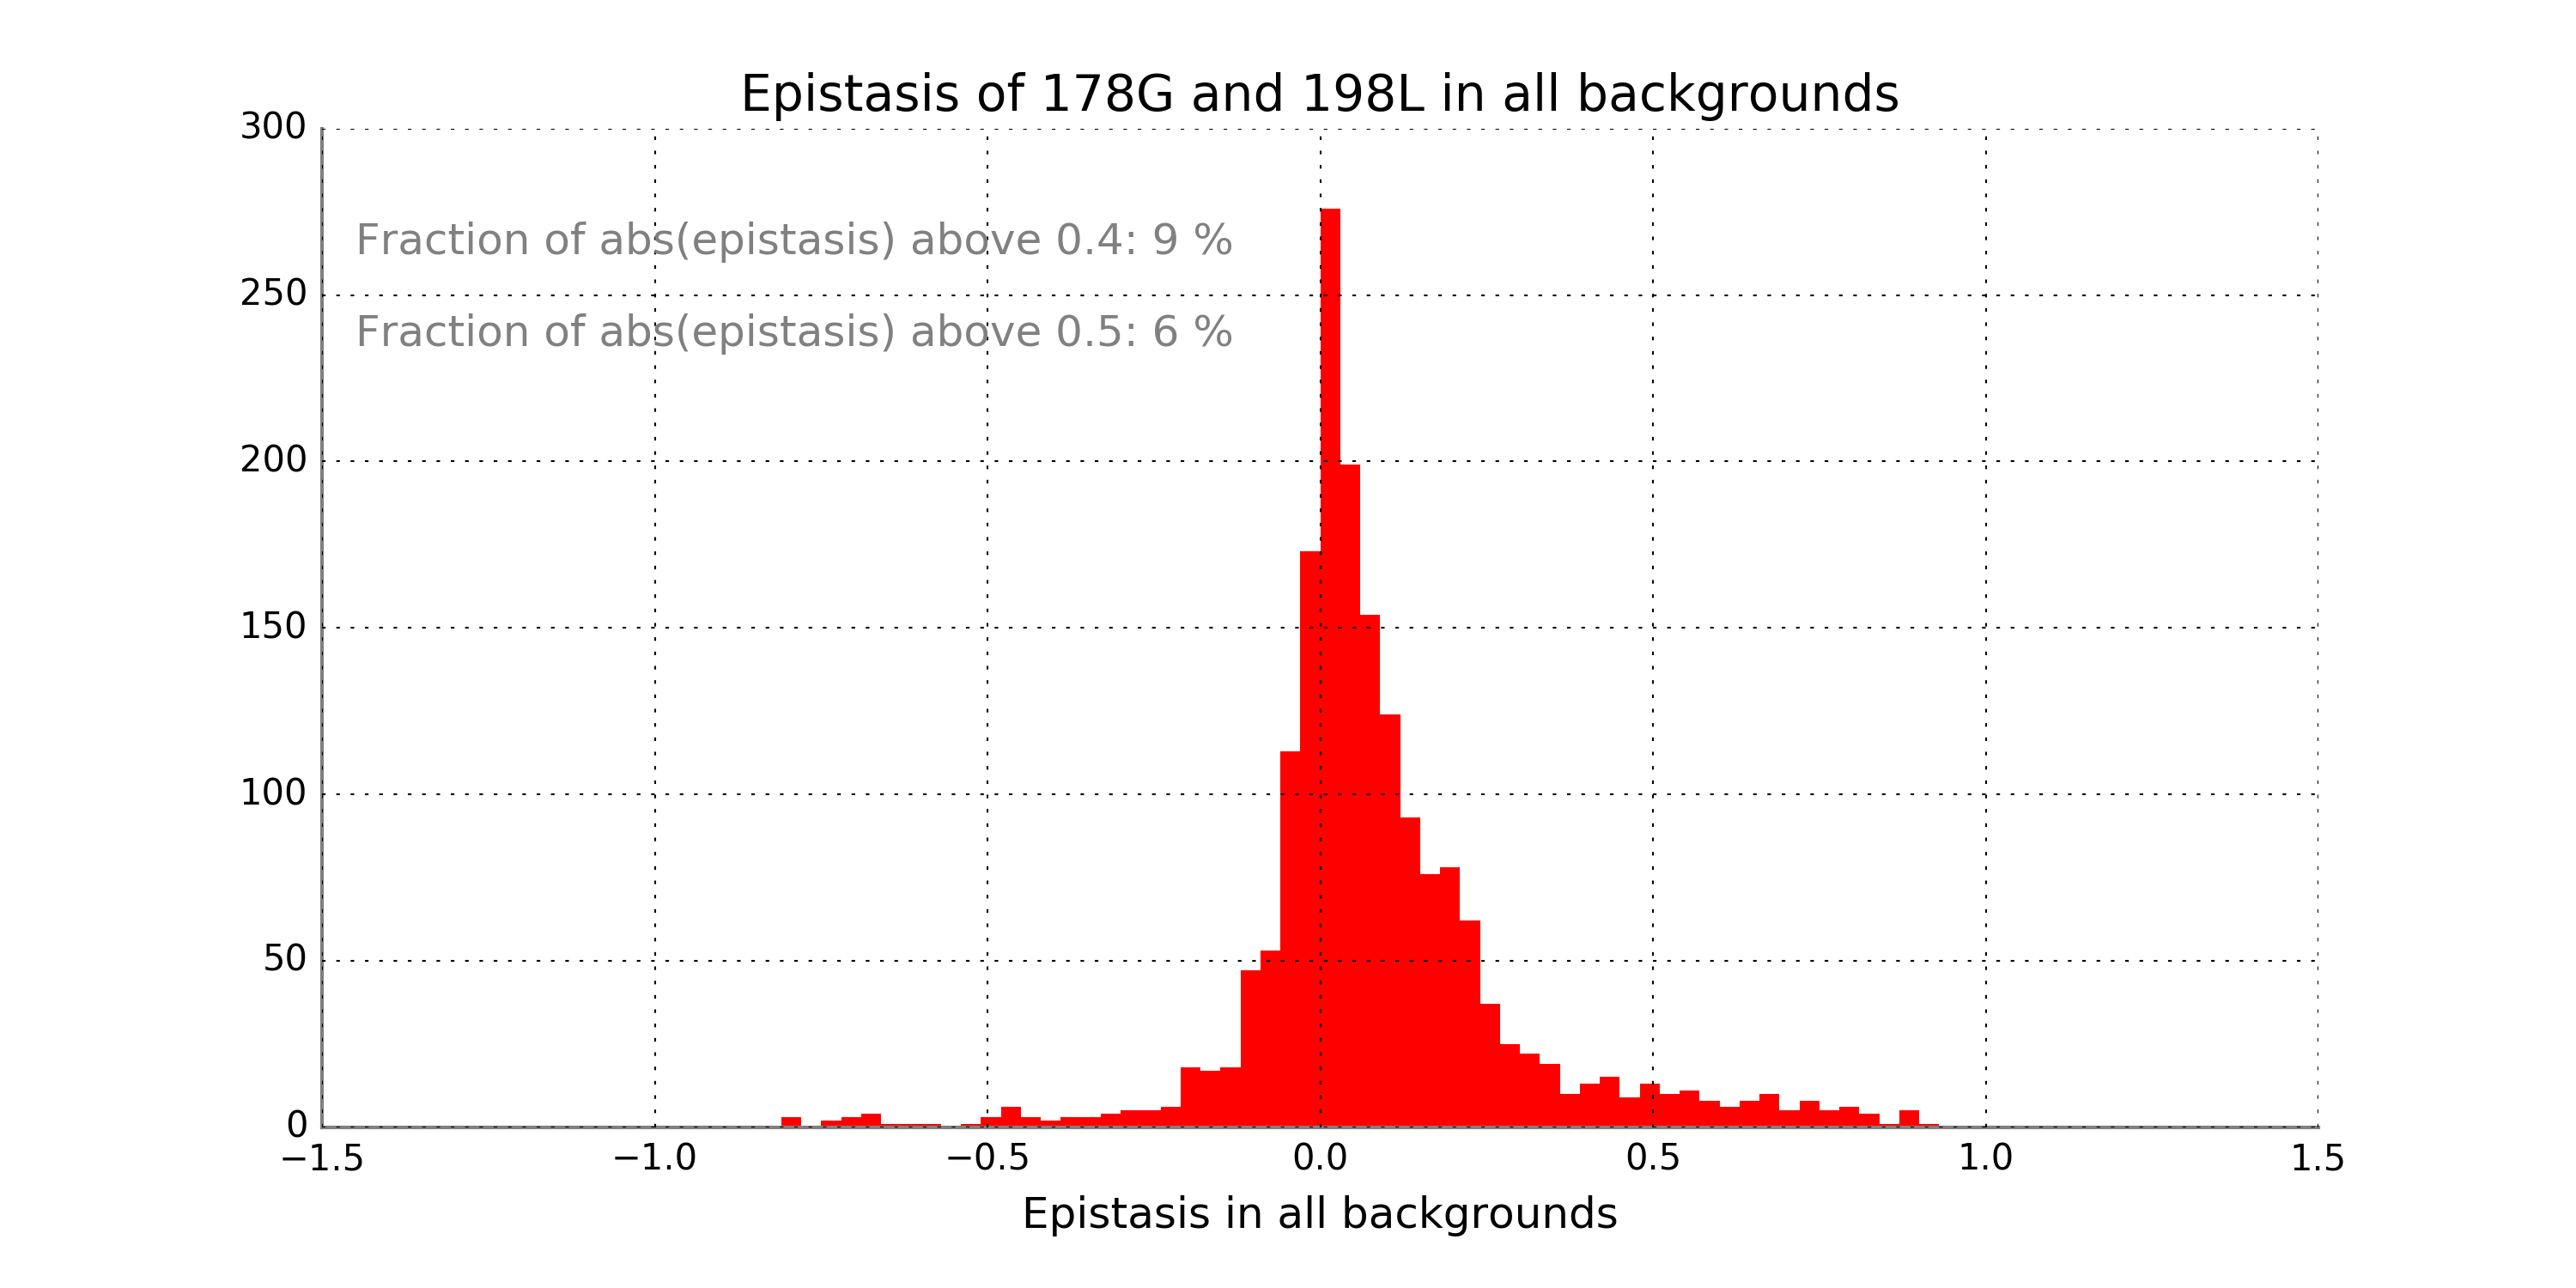 Epistasis of 178G and 198L in all backgrounds
300
Fraction of abs(epistasis) above 0.4: 9 %
250
Fraction of abs(epistasis) above 0.5: 6 %
200
150
100
50
0
−1.5 −1.0 −0.5 0.0 0.5 1.0 1.5
Epistasis in all backgrounds